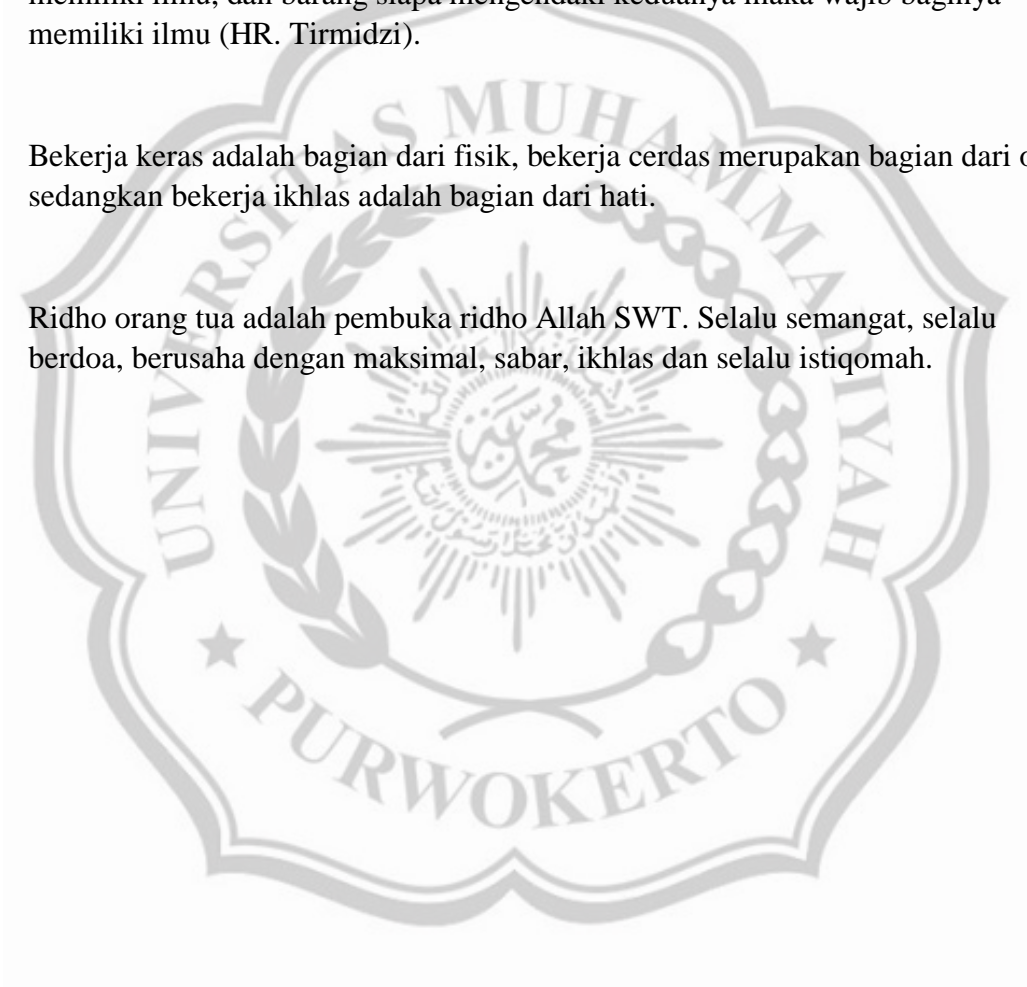 memiliki ilmu, dan barang siapa mengendaki keduanya maka wajib baginya
memiliki ilmu (HR. Tirmidzi).
Bekerja keras adalah bagian dari fisik, bekerja cerdas merupakan bagian dari
sedangkan bekerja ikhlas adalah bagian dari hati.
Ridho orang tua adalah pembuka ridho Allah SWT. Selalu semangat, selalu
berdoa, berusaha dengan maksimal, sabar, ikhlas dan selalu istiqomah.
UNIVERSITAS MUHAMMADIYAH
PURWOKERTO